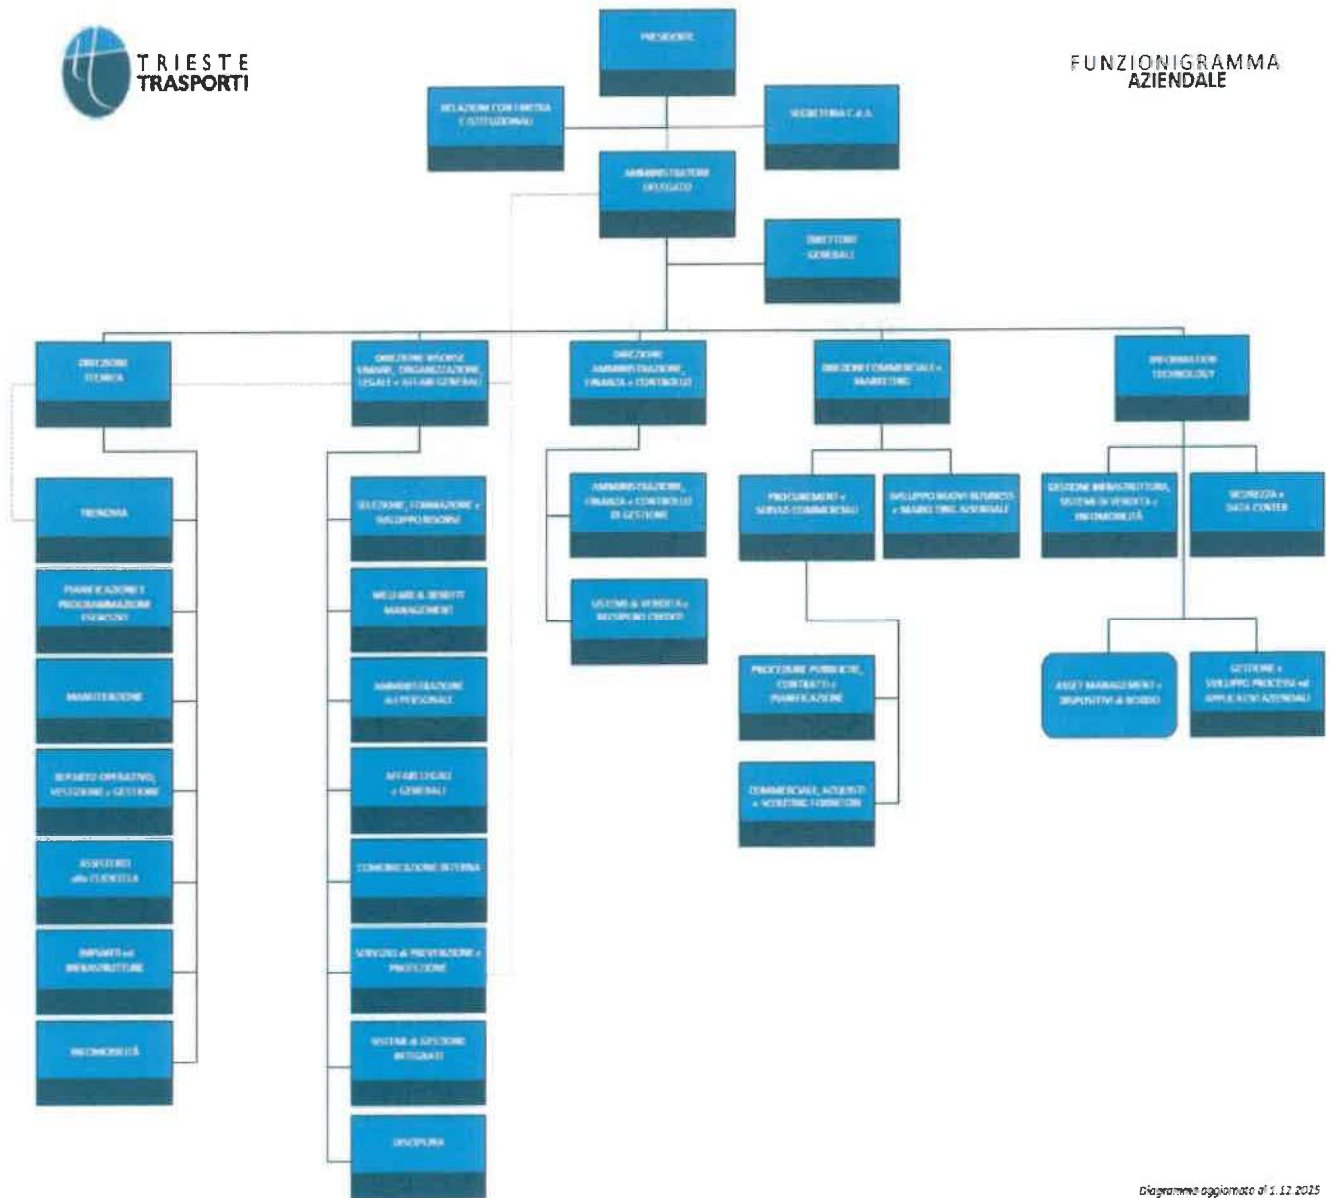 TRIESTE
TRASPORTI
FUNZIONIGRAMMA
AZIENDALE
PRESIDENTE
RELAZIONI CON
E ISTITUZIONALI
SEGRETERIA C.d.A.
AMMINISTRATORE
DELEGATO
DIRETTORE
GENERALE
DIREZIONE
TECNICA
DIREZIONE RISORSE
UMANE, ORGANIZZAZIONE,
LEGALE e AFFARI GENERALI
DIREZIONE
AMMINISTRAZIONE,
FINANZA e CONTROLLO
DIREZIONE COMMERCIALE e
MARKETING
INFORMATION
TECHNOLOGY
TRENOVIA
SELEZIONE, FORMAZIONE e
SVILUPPO RISORSE
AMMINISTRAZIONE,
FINANZA e CONTROLLO
DI GESTIONE
PROCUREMENT e
SERVIZI COMMERCIALI
SVILUPPO NUOVI BUSINESS
e MARKETING AZIENDALE
GESTIONE INFRASTRUTTURA,
SISTEMI DI VENDITA e
INFOMOBILITÀ
SICUREZZA e
DATA CENTER
PIANIFICAZIONE E
PROGRAMMAZIONE
ESERCIZIO
WELFARE & BENEFIT
MANAGEMENT
SISTEMI di VENDITA e
RECUPERO CREDITI
MANUTENZIONE
AMMINISTRAZIONE
del PERSONALE
PROCEDURE PUBBLICHE,
CONTRATTI e
PIANIFICAZIONE
ASSET MANAGEMENT e
DISPOSITIVI di BORDO
GESTIONE e
SVILUPPO PROCESSI ed
APPLICATIVI AZIENDALI
REPARTO OPERATIVO,
VESTIZIONE e GESTIONE
AFFARI LEGALI
e GENERALI
COMMERCIALE, ACQUISTI
e FORNITORI
ASSISTENZA
alla CLIENTELA
COMUNICAZIONE INTERNA
IMPIANTI ed
INFRASTRUTTURE
SERVIZIO di PREVENZIONE e
PROTEZIONE
INFOMOBILITÀ
SISTEMI di GESTIONE
INTEGRATI
DISCIPLINA
Diagramma aggiornato al 1.12.2025